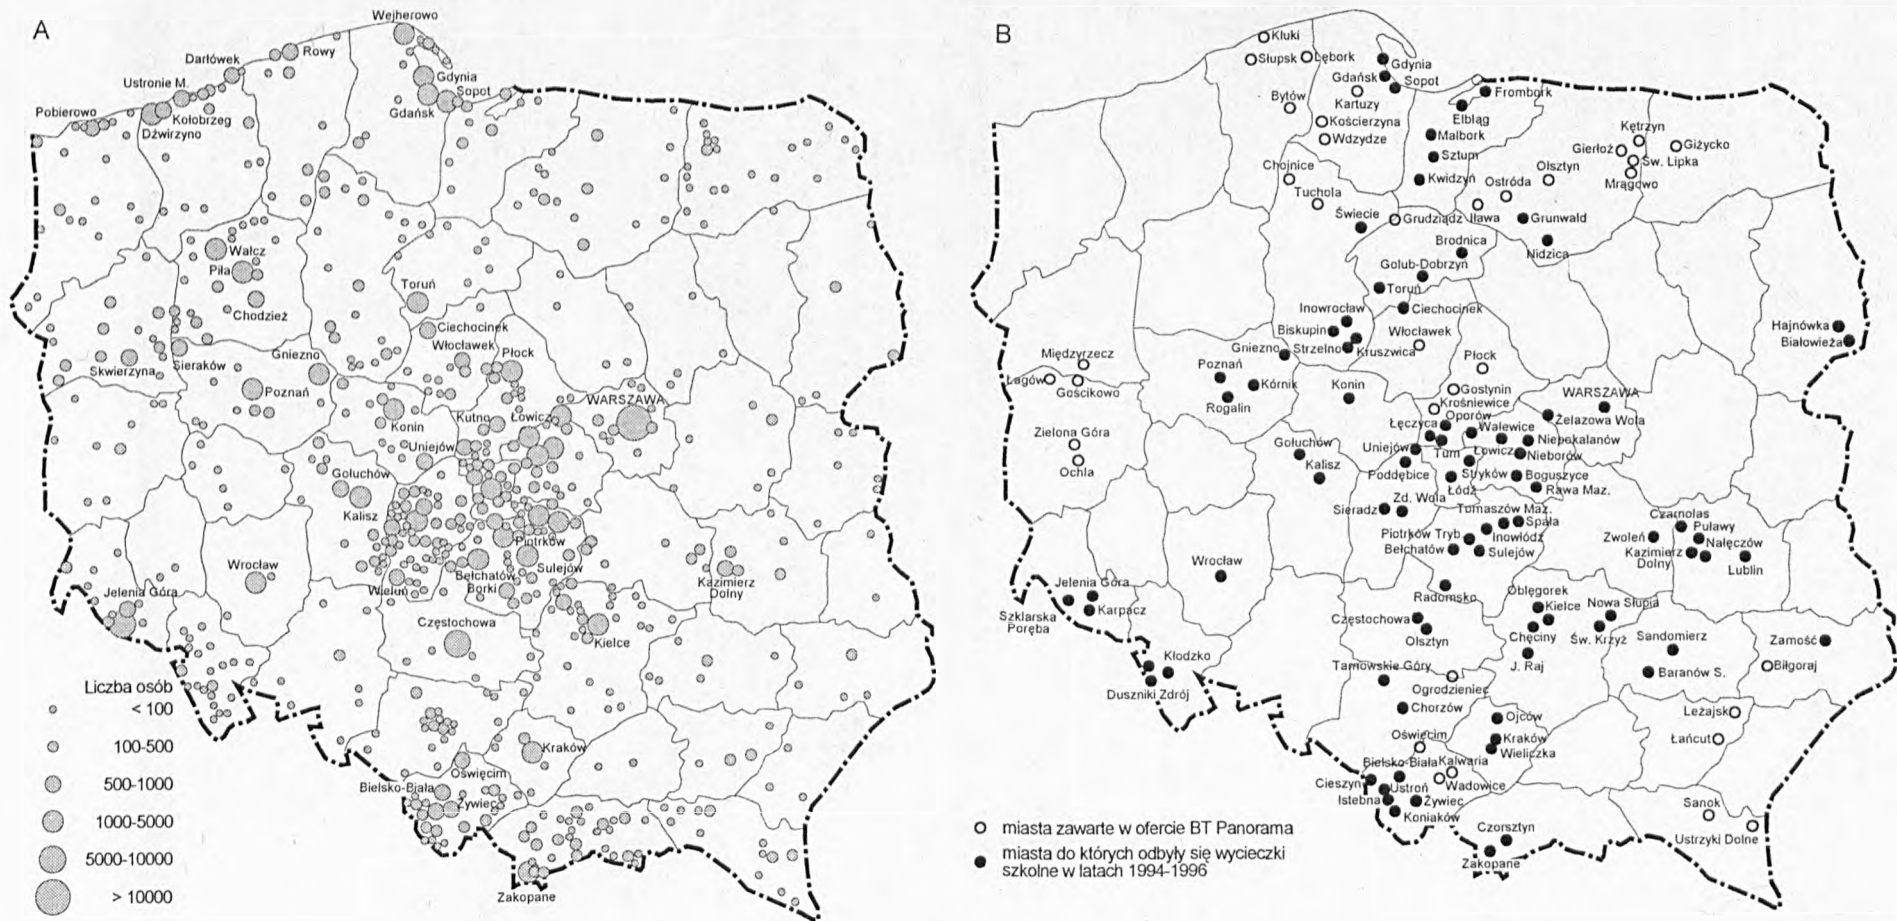 A
Wejherowo
Rowy
Darłówek
Ustronie M.
Gdynia
Sopot
Pobierowo
Kołobrzeg
Gdańsk
Dźwirzyno
Wałcz
Piła
Toruń
Chodzież
Ciechocinek
Włocławek
Gniezno
Płock
Skwierzyna
Sieraków
Poznań
WARSZAWA
Konin
Kutno
Łowicz
Uniejów
Gołuchów
Kalisz
Piotrków
Wrocław
Sulejów
Bełchatów
Kazimierz
Dolny
Borki
Wieluń
Jelenia Góra
Częstochowa
Kielce
Kraków
Oświęcim
Bielsko-Biała
Żywiec
Zakopane
Liczba osób
< 100
100-500
500-1000
1000-5000
5000-10000
> 10000
B
Kluki
Słupsk
Lębork
Gdynia
Gdańsk
Sopot
Bytów
Kartuzy
Frombork
Elbląg
Kościerzyna
Wdzydze
Malbork
Kętrzyn
Giżycko
Gierłoż
Św. Lipka
Sztum
Chojnice
Olsztyn
Mrągowo
Kwidzyń
Ostróda
Tuchola
Świecie
Grudziądz
Iława
Grunwald
Brodnica
Nidzica
Golub-Dobrzyń
Toruń
Inowrocław
Ciechocinek
Biskupin
Włocławek
Hajnówka
Białowieża
Gniezno
Strzelno
Kruszwica
Międzyrzecz
Płock
Poznań
Łagów
Gościkowo
Kórnik
Konin
Gostynin
WARSZAWA
Rogalin
Krośniewice
Oporów
Żelazowa Wola
Łęczyca
Walewice
Niepokalanów
Zielona Góra
Gołuchów
Uniejów
Tum
Łowicz
Nieborów
Ochla
Kalisz
Poddębice
Stryków
Boguszyce
Łódź
Rawa Maz.
Zd. Wola
Sieradz
Tomaszów Maz.
Spała
Czarnolas
Puławy
Piotrków Tryb.
Inowłódz
Zwoleń
Nałęczów
Bełchatów
Sulejów
Kazimierz
Dolny
Lublin
Wrocław
Jelenia Góra
Radomsko
Oblęgorek
Karpacz
Kielce
Nowa Słupia
Szklarska
Poręba
Częstochowa
Olsztyn
Chęciny
Św. Krzyż
Sandomierz
Zamość
Kłodzko
Tarnowskie Góry
J. Raj
Baranów S.
Biłgoraj
Duszniki Zdrój
Ogrodzieniec
Chorzów
Ojców
Leżajsk
Oświęcim
Kraków
Łańcut
Wieliczka
Bielsko-Biała
Kalwaria
Cieszyn
Ustroń
Wadowice
Istebna
Żywiec
Koniaków
Sanok
Czorsztyn
Ustrzyki Dolne
Zakopane
miasta zawarte w ofercie BT Panorama
miasta do których odbyły się wycieczki
szkolne w latach 1994-1996